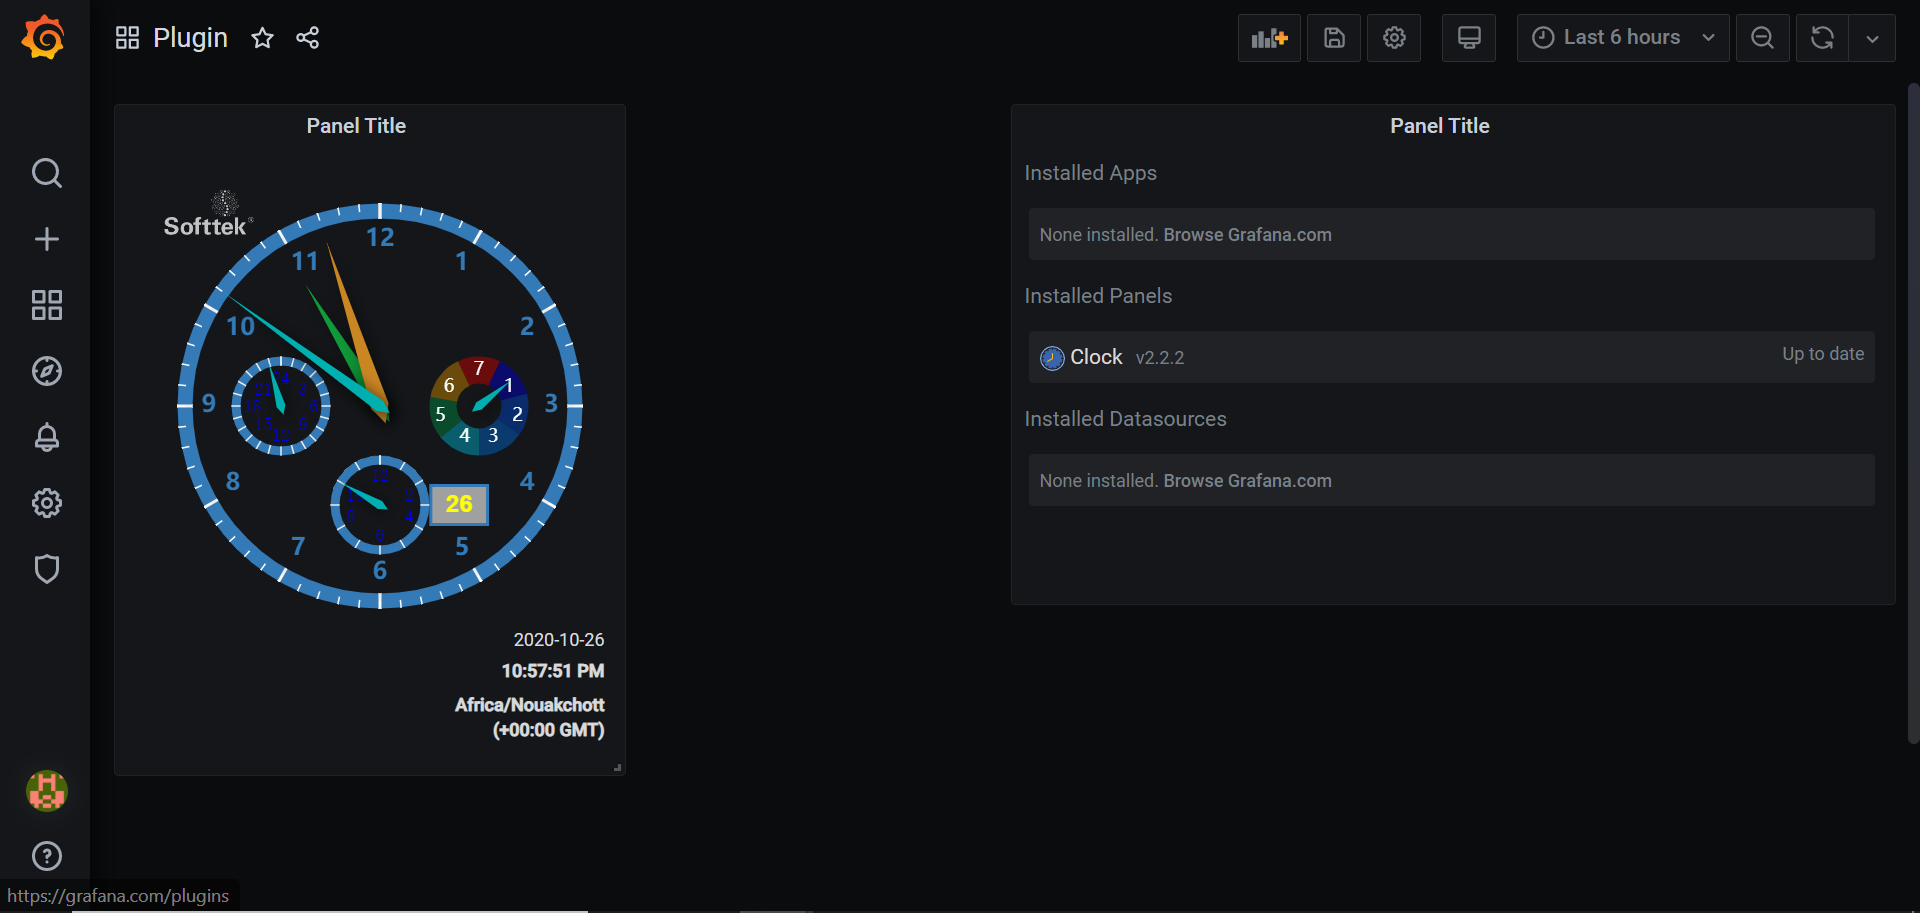 Plugin
Last 6 hours
Panel Title
Softtek
12
11
1
10
2
9
3
8
4
7
5
6
7
1
2
3
4
5
6
26
2020-10-26
10:57:51 PM
Africa/Nouakchott
(+00:00 GMT)
Panel Title
Installed Apps
None installed. Browse Grafana.com
Installed Panels
Clock v2.2.2 Up to date
Installed Datasources
None installed. Browse Grafana.com
https://grafana.com/plugins